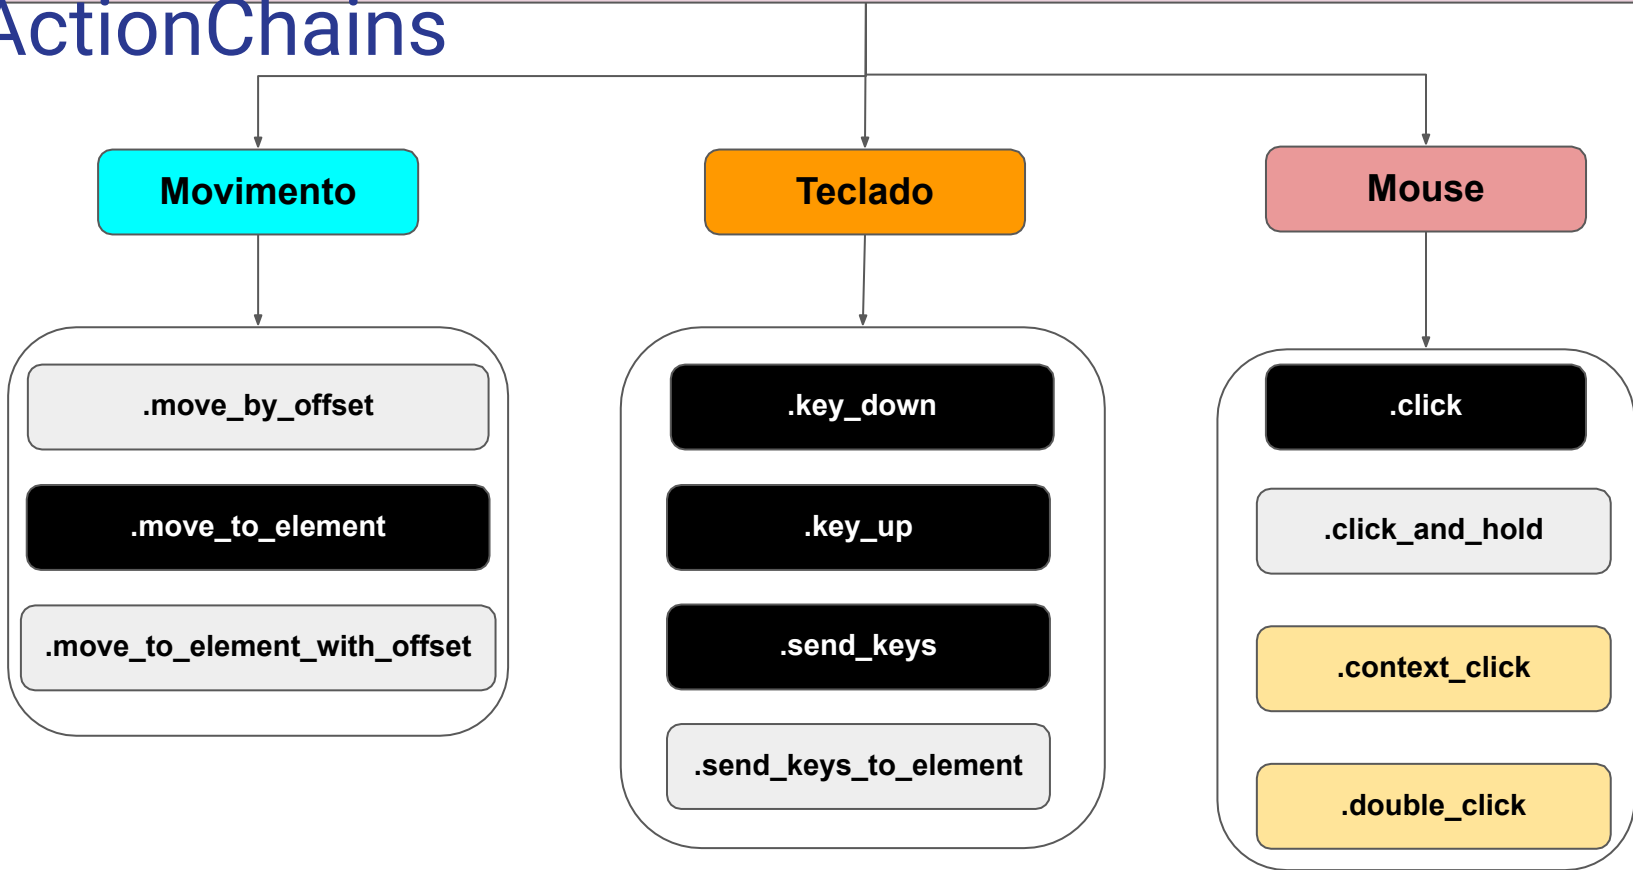 ActionChains
Movimento
Teclado
Mouse
.move_by_offset
.move_to_element
.move_to_element_with_offset
.key_down
.key_up
.send_keys
.send_keys_to_element
.click
.click_and_hold
.context_click
.double_click